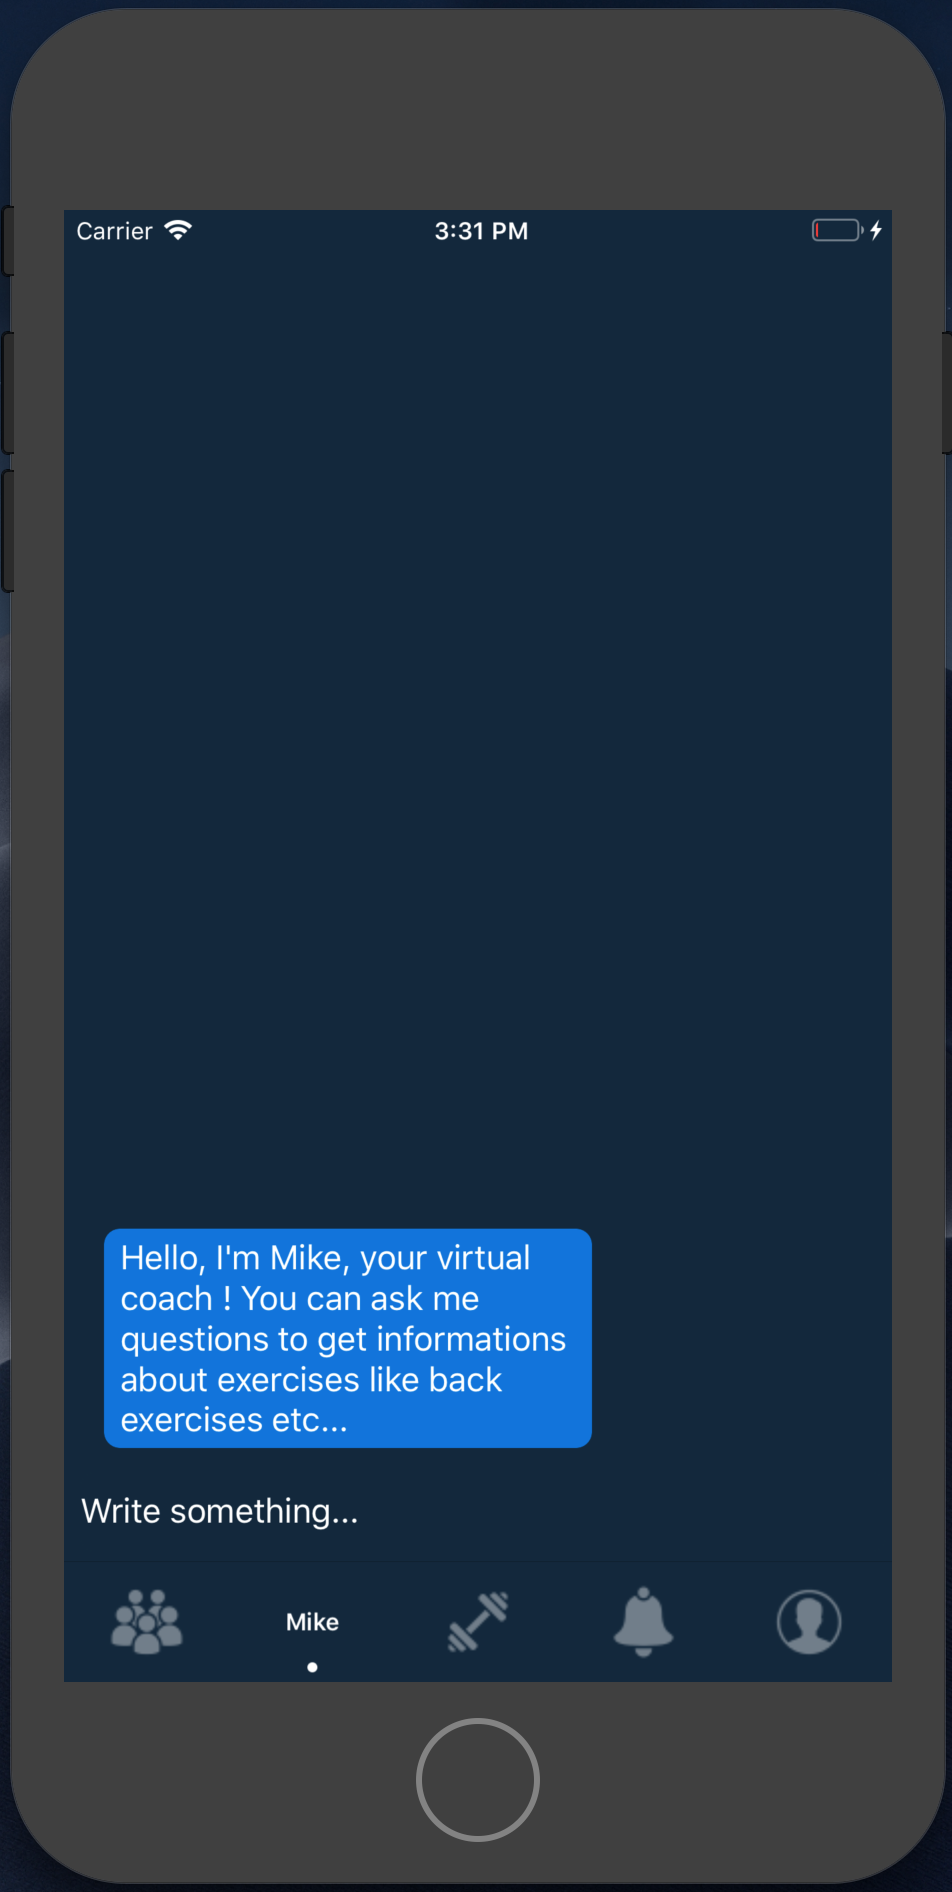 Carrier 3:31 PM
Hello, I'm Mike, your virtual
coach ! You can ask me
questions to get informations
about exercises like back
exercises etc...
Write something...
Mike